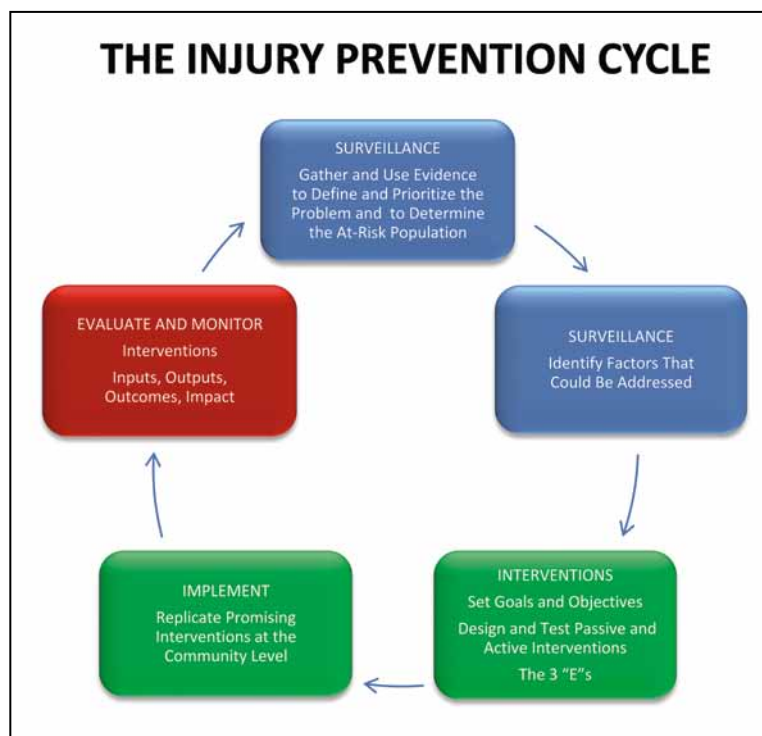 THE INJURY PREVENTION CYCLE
SURVEILLANCE
Gather and Use Evidence
to Define and Prioritize the
Problem and to Determine
the At-Risk Population
SURVEILLANCE
Identify Factors That
Could Be Addressed
INTERVENTIONS
Set Goals and Objectives
Design and Test Passive and
Active Interventions
The 3 "E"s
IMPLEMENT
Replicate Promising
Interventions at the
Community Level
EVALUATE AND MONITOR
Interventions
Inputs, Outputs,
Outcomes, Impact